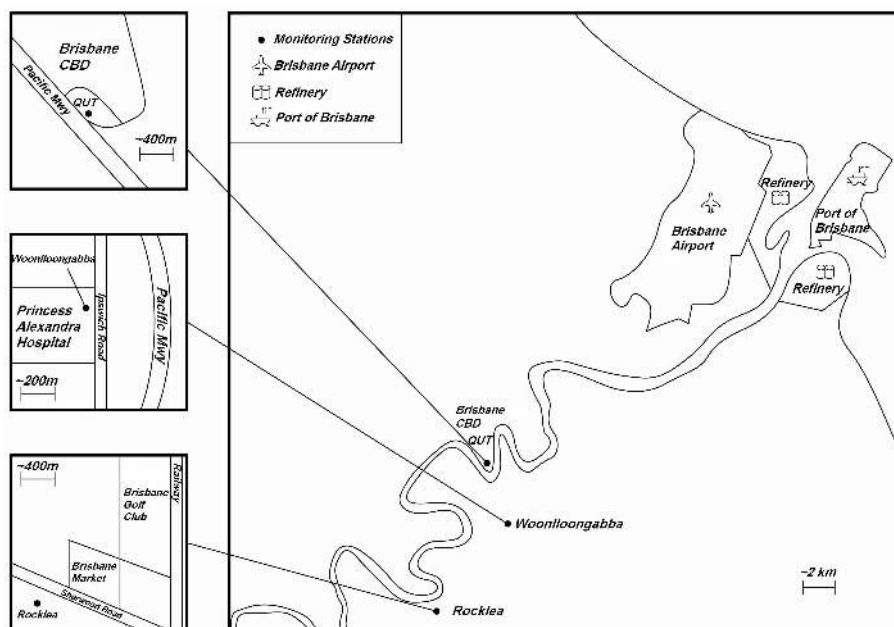 Brisbane
CBD
Pacific Mwy
QUT
~400m
Woonlloongabba
Princess
Alexandra
Hospital
Ipswich Road
Pacific Mwy
~200m
~400m
Brisbane
Golf
Club
Railway
Brisbane
Market
Sherwood Road
Rocklea
Monitoring Stations
Brisbane Airport
Refinery
Port of Brisbane
Refinery
Port of
Brisbane
Brisbane
Airport
Refinery
Brisbane
CBD
QUT
Woonlloongabba
Rocklea
~2 km